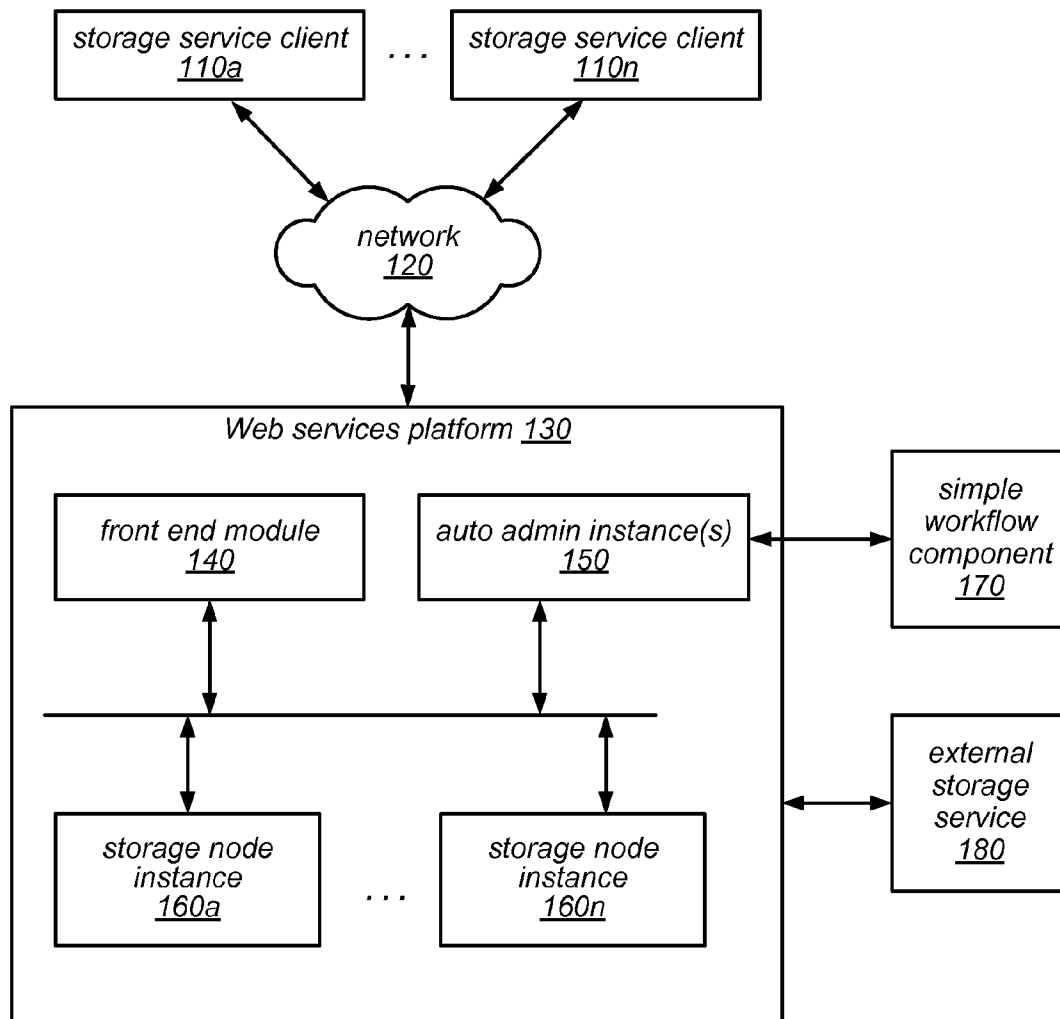 storage service client
110a
. . .
storage service client
110n
network
120
Web services platform 130
front end module
140
auto admin instance(s)
150
simple
workflow
component
170
storage node
instance
160a
. . .
storage node
instance
160n
external
storage
service
180